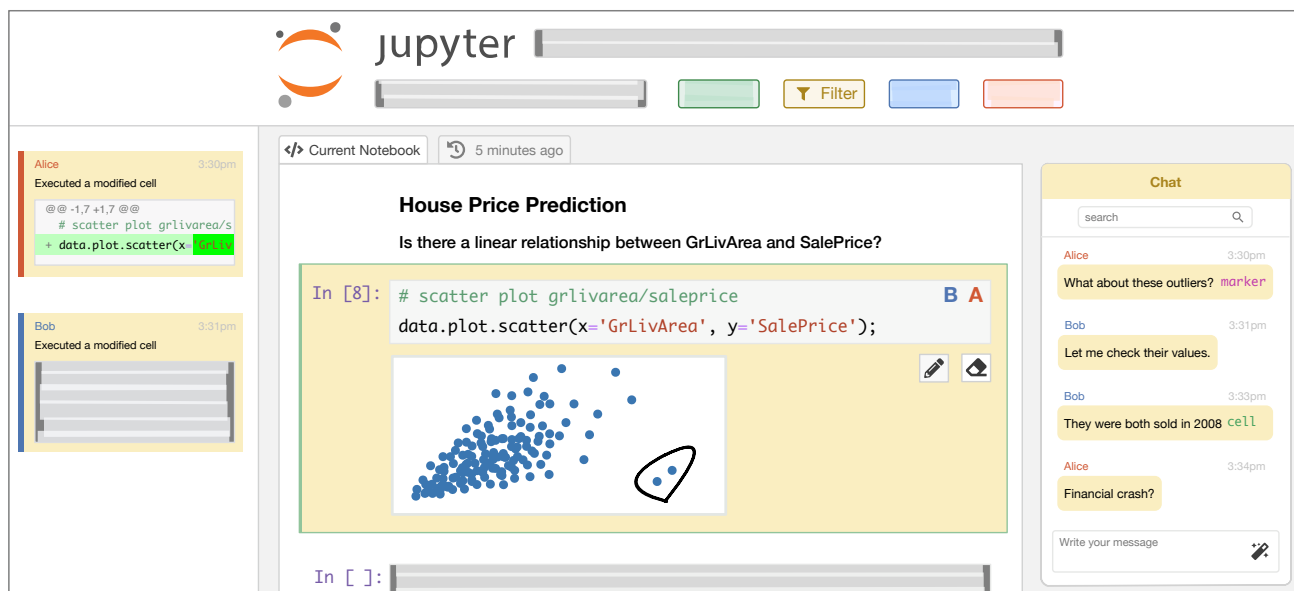 jupyter
Filter
Alice 3:30pm
Executed a modified cell
@@ -1,7 +1,7 @@
# scatter plot grlivarea/s
+ data.plot.scatter(x='GrLiv
Bob 3:31pm
Executed a modified cell
</> Current Notebook
5 minutes ago
House Price Prediction
Is there a linear relationship between GrLivArea and SalePrice?
In [8]:
# scatter plot grlivarea/saleprice
B A
data.plot.scatter(x='GrLivArea', y='SalePrice');
In [ ]:
Chat
search
Alice 3:30pm
What about these outliers? marker
Bob 3:31pm
Let me check their values.
Bob 3:33pm
They were both sold in 2008 cell
Alice 3:34pm
Financial crash?
Write your message